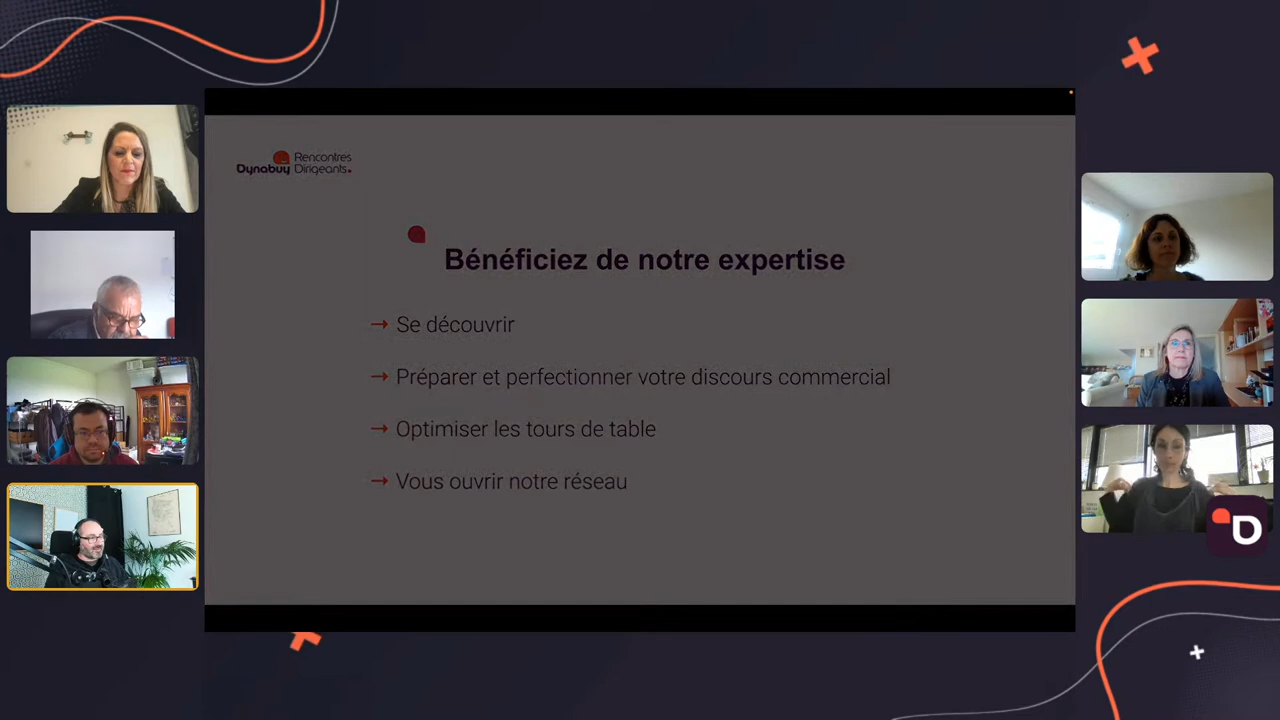 Dynabuy Rencontres
Dirigeants.
Bénéficiez de notre expertise
→ Se découvrir
→ Préparer et perfectionner votre discours commercial
→ Optimiser les tours de table
→ Vous ouvrir notre réseau
D